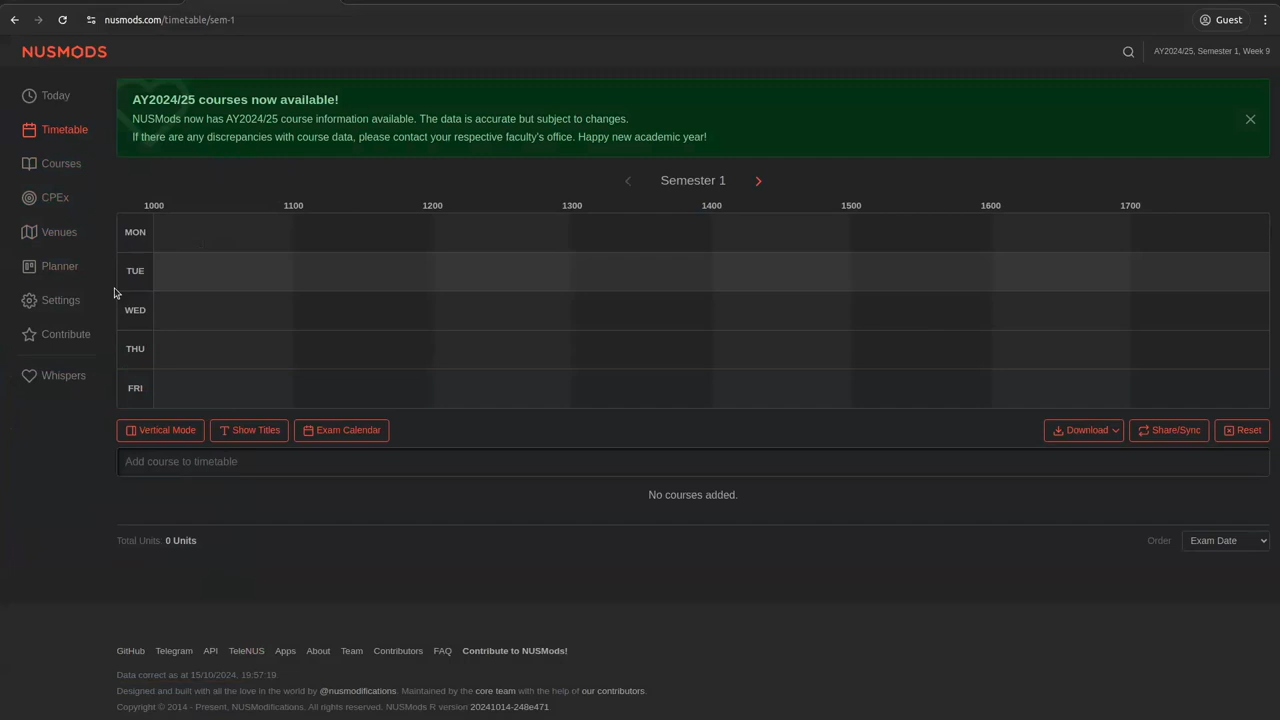 nusmods.com/timetable/sem-1
Guest
NUSMODS
AY2024/25, Semester 1, Week 9
Today
Timetable
Courses
CPEx
Venues
Planner
Settings
Contribute
Whispers
AY2024/25 courses now available!
NUSMods now has AY2024/25 course information available. The data is accurate but subject to changes.
If there are any discrepancies with course data, please contact your respective faculty's office. Happy new academic year!
Semester 1
1000 1100 1200 1300 1400 1500 1600 1700
MON
TUE
WED
THU
FRI
Vertical Mode Show Titles Exam Calendar Download Share/Sync Reset
Add course to timetable
No courses added.
Total Units: 0 Units Order Exam Date
GitHub Telegram API TeleNUS Apps About Team Contributors FAQ Contribute to NUSMods!
Data correct as at 15/10/2024, 19:57:19.
Designed and built with all the love in the world by @nusmodifications. Maintained by the core team with the help of our contributors.
Copyright © 2014 - Present, NUSModifications. All rights reserved. NUSMods R version 20241014-248e471